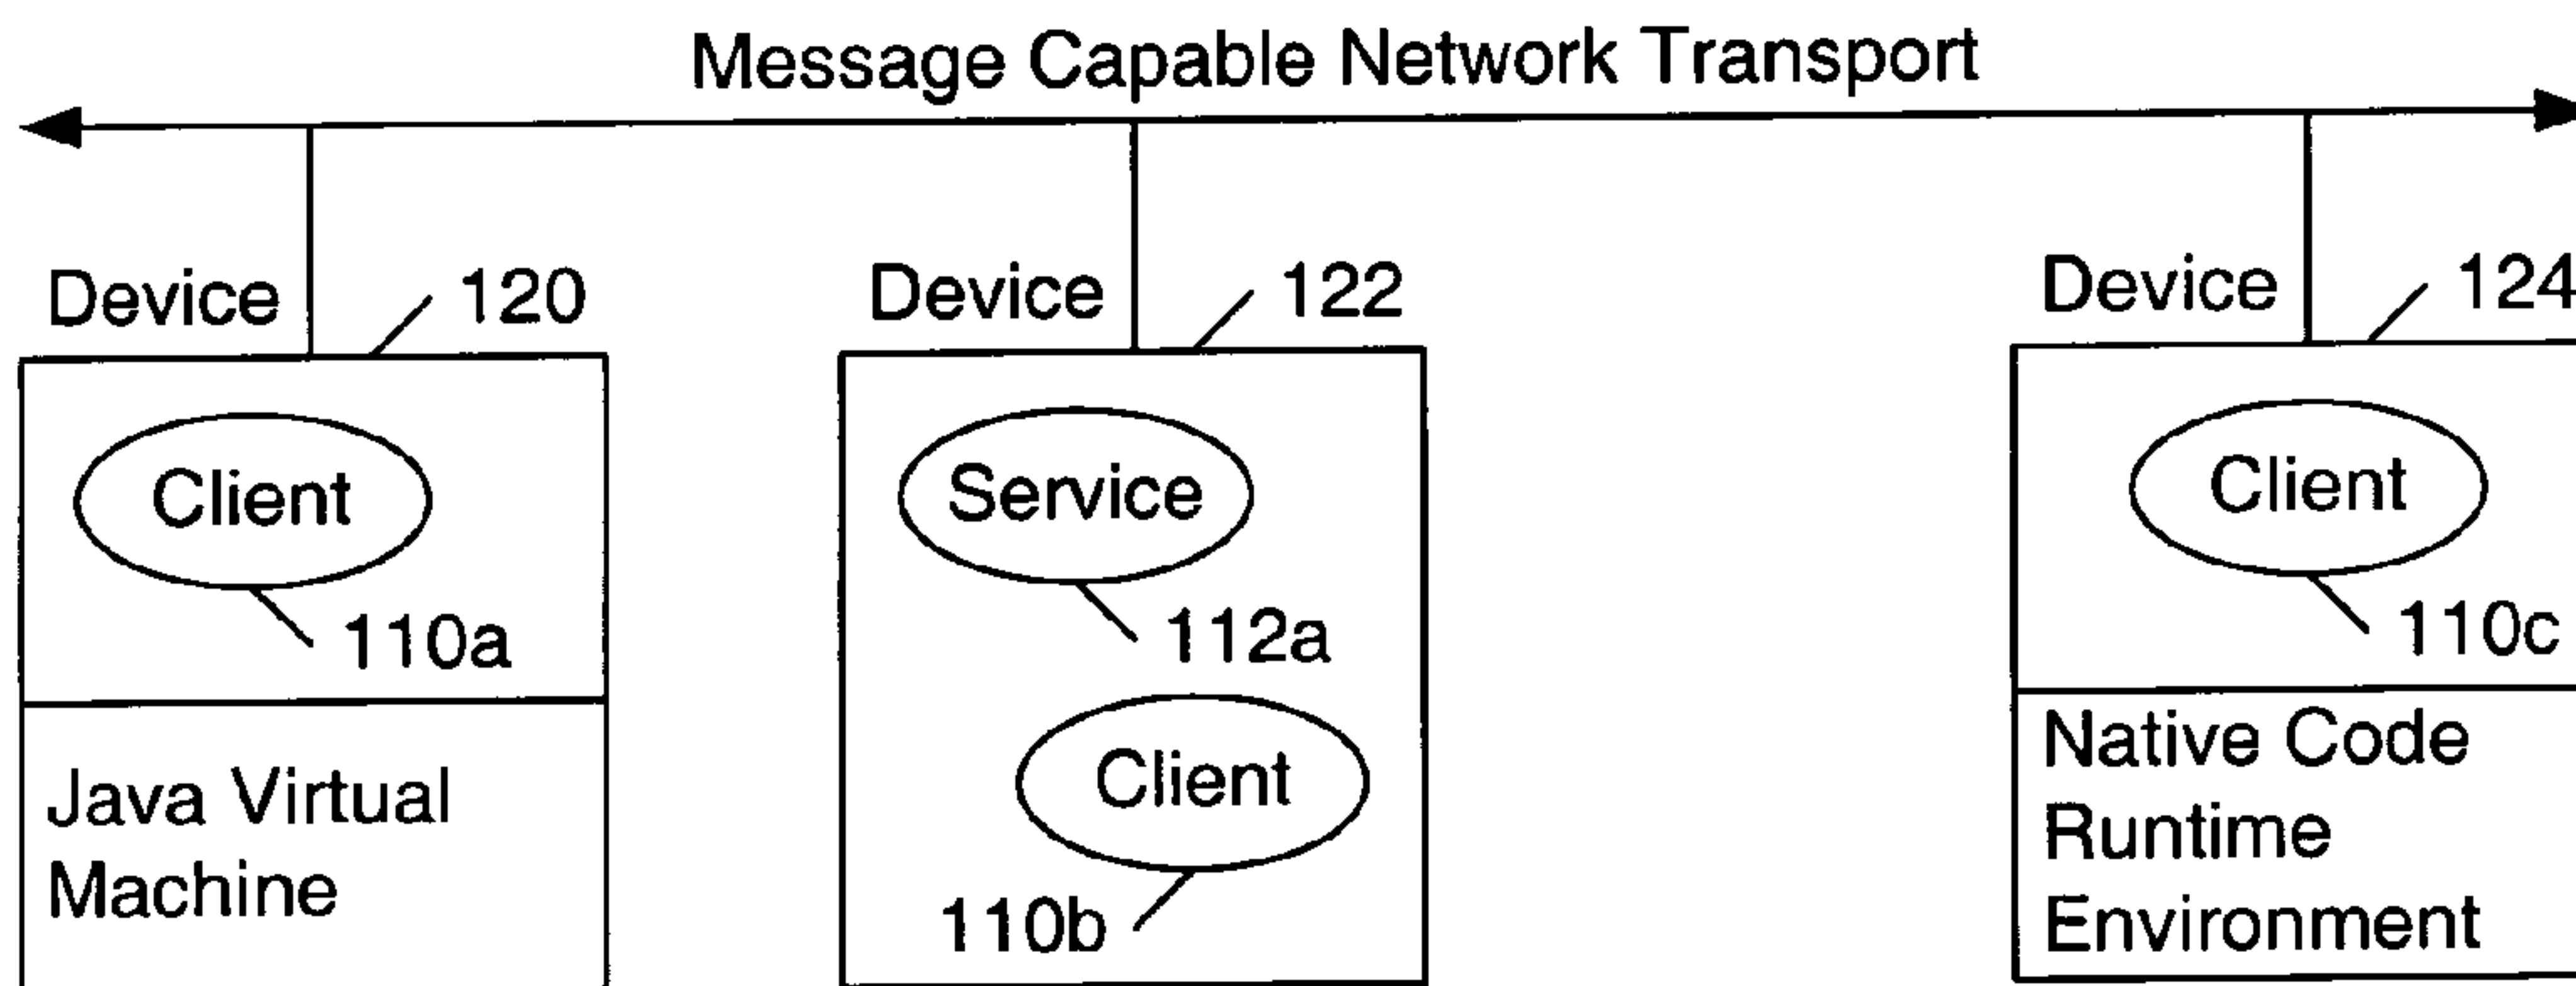 Message Capable Network Transport
Device 120
Device 122
Device 124
Client
110a
Java Virtual
Machine
Service
112a
Client
110b
Client
110c
Native Code
Runtime
Environment